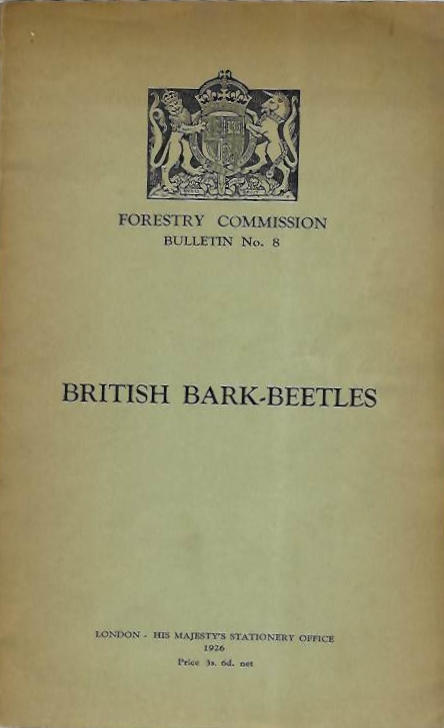 FORESTRY COMMISSION
BULLETIN No. 8
BRITISH BARK-BEETLES
LONDON - HIS MAJESTY'S STATIONERY OFFICE
1926
Price 3s. 6d. net